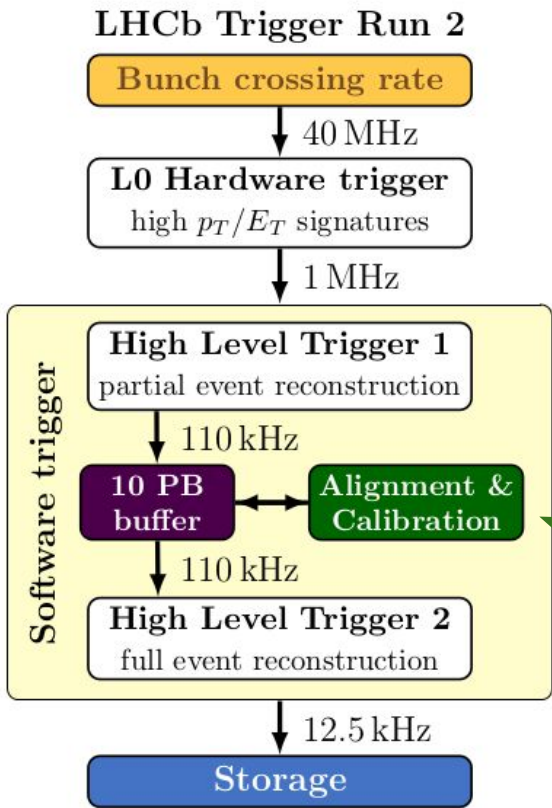 LHCb Trigger Run 2
Bunch crossing rate
40 MHz
L0 Hardware trigger
high p_T/E_T signatures
1 MHz
Software trigger
High Level Trigger 1
partial event reconstruction
110 kHz
10 PB
buffer
Alignment &
Calibration
110 kHz
High Level Trigger 2
full event reconstruction
12.5 kHz
Storage